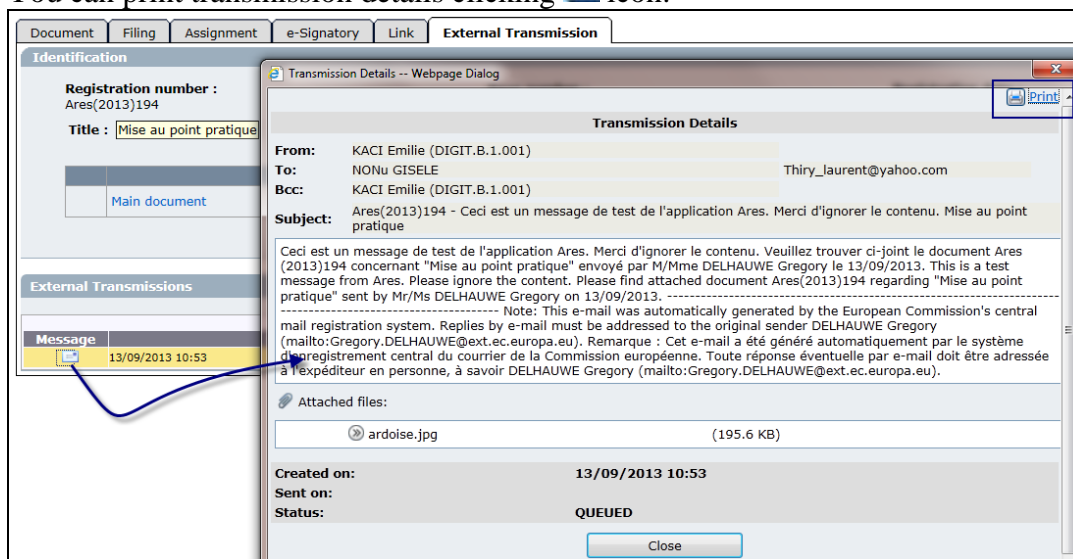 You can print transmission details clicking icon.
Document Filing Assignment e-Signatory Link External Transmission
Identification
Registration number :
Ares(2013)194
Title : Mise au point pratique
Main document
External Transmissions
Message
13/09/2013 10:53
Transmission Details -- Webpage Dialog
Print
Transmission Details
From: KACI Emilie (DIGIT.B.1.001)
To: NONu GISELE Thiry_laurent@yahoo.com
Bcc: KACI Emilie (DIGIT.B.1.001)
Subject: Ares(2013)194 - Ceci est un message de test de l'application Ares. Merci d'ignorer le contenu. Mise au point
pratique
Ceci est un message de test de l'application Ares. Merci d'ignorer le contenu. Veuillez trouver ci-joint le document Ares
(2013)194 concernant "Mise au point pratique" envoyé par M/Mme DELHAUWE Gregory le 13/09/2013. This is a test
message from Ares. Please ignore the content. Please find attached document Ares(2013)194 regarding "Mise au point
pratique" sent by Mr/Ms DELHAUWE Gregory on 13/09/2013. --------------------------------------------------------
------------------------------- Note: This e-mail was automatically generated by the European Commission's central
mail registration system. Replies by e-mail must be addressed to the original sender DELHAUWE Gregory
(mailto:Gregory.DELHAUWE@ext.ec.europa.eu). Remarque : Cet e-mail a été généré automatiquement par le système
d'enregistrement central du courrier de la Commission européenne. Toute réponse éventuelle par e-mail doit être adressée
à l'expéditeur en personne, à savoir DELHAUWE Gregory (mailto:Gregory.DELHAUWE@ext.ec.europa.eu).
Attached files:
ardoise.jpg (195.6 KB)
Created on: 13/09/2013 10:53
Sent on:
Status: QUEUED
Close